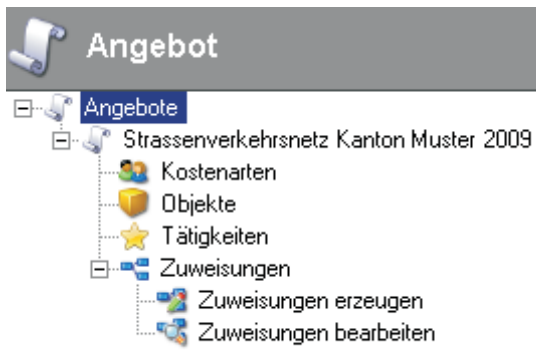 Angebot
Angebote
Strassenverkehrsnetz Kanton Muster 2009
Kostenarten
Objekte
Tätigkeiten
Zuweisungen
Zuweisungen erzeugen
Zuweisungen bearbeiten